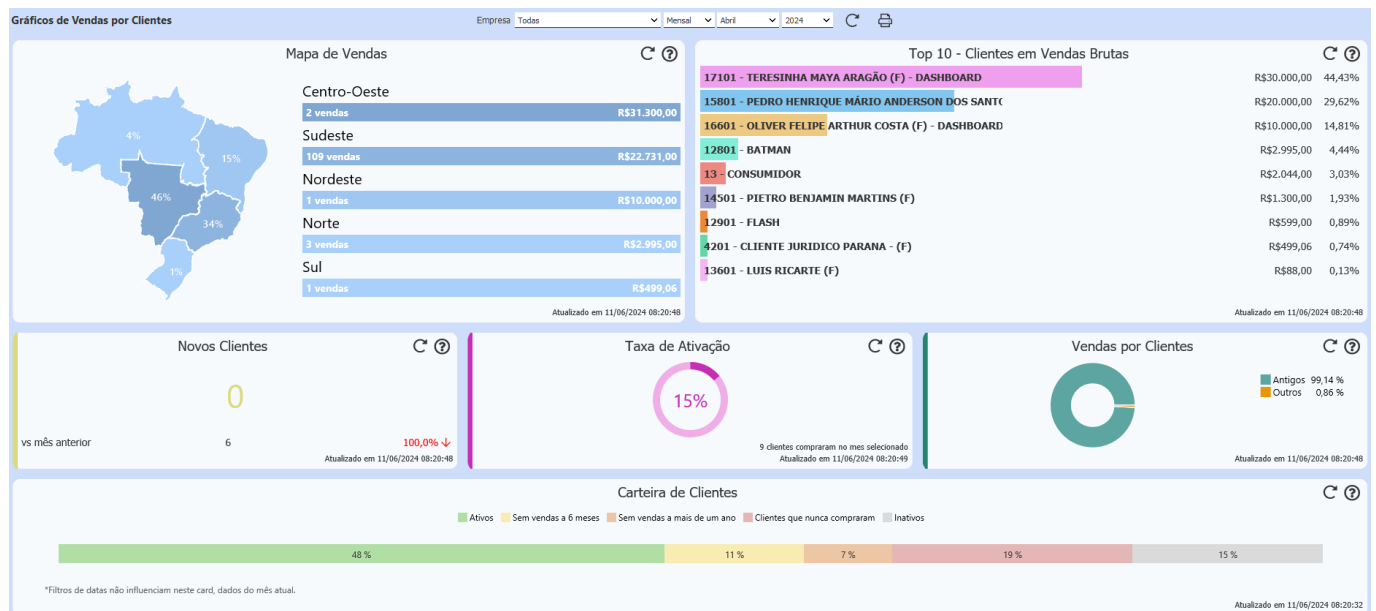 Gráficos de Vendas por Clientes
Empresa Todas Mensal Abril 2024
Mapa de Vendas
4%
15%
46%
34%
1%
Centro-Oeste
2 vendas R$31.300,00
Sudeste
109 vendas R$22.731,00
Nordeste
1 vendas R$10.000,00
Norte
3 vendas R$2.995,00
Sul
1 vendas R$499,06
Atualizado em 11/06/2024 08:20:48
Top 10 - Clientes em Vendas Brutas
17101 - TERESINHA MAYA ARAGÃO (F) - DASHBOARD R$30.000,00 44,43%
15801 - PEDRO HENRIQUE MÁRIO ANDERSON DOS SANT( R$20.000,00 29,62%
16601 - OLIVER FELIPE ARTHUR COSTA (F) - DASHBOARD R$10.000,00 14,81%
12801 - BATMAN R$2.995,00 4,44%
13 - CONSUMIDOR R$2.044,00 3,03%
14501 - PIETRO BENJAMIN MARTINS (F) R$1.300,00 1,93%
12901 - FLASH R$599,00 0,89%
4201 - CLIENTE JURIDICO PARANA - (F) R$499,06 0,74%
13601 - LUIS RICARTE (F) R$88,00 0,13%
Atualizado em 11/06/2024 08:20:48
Novos Clientes
0
vs mês anterior 6 100,0% ↓
Atualizado em 11/06/2024 08:20:48
Taxa de Ativação
15%
9 clientes compraram no mes selecionado
Atualizado em 11/06/2024 08:20:49
Vendas por Clientes
Antigos 99,14 %
Outros 0,86 %
Atualizado em 11/06/2024 08:20:48
Carteira de Clientes
Ativos Sem vendas a 6 meses Sem vendas a mais de um ano Clientes que nunca compraram Inativos
48 % 11 % 7 % 19 % 15 %
*Filtros de datas não influenciam neste card, dados do mês atual.
Atualizado em 11/06/2024 08:20:32